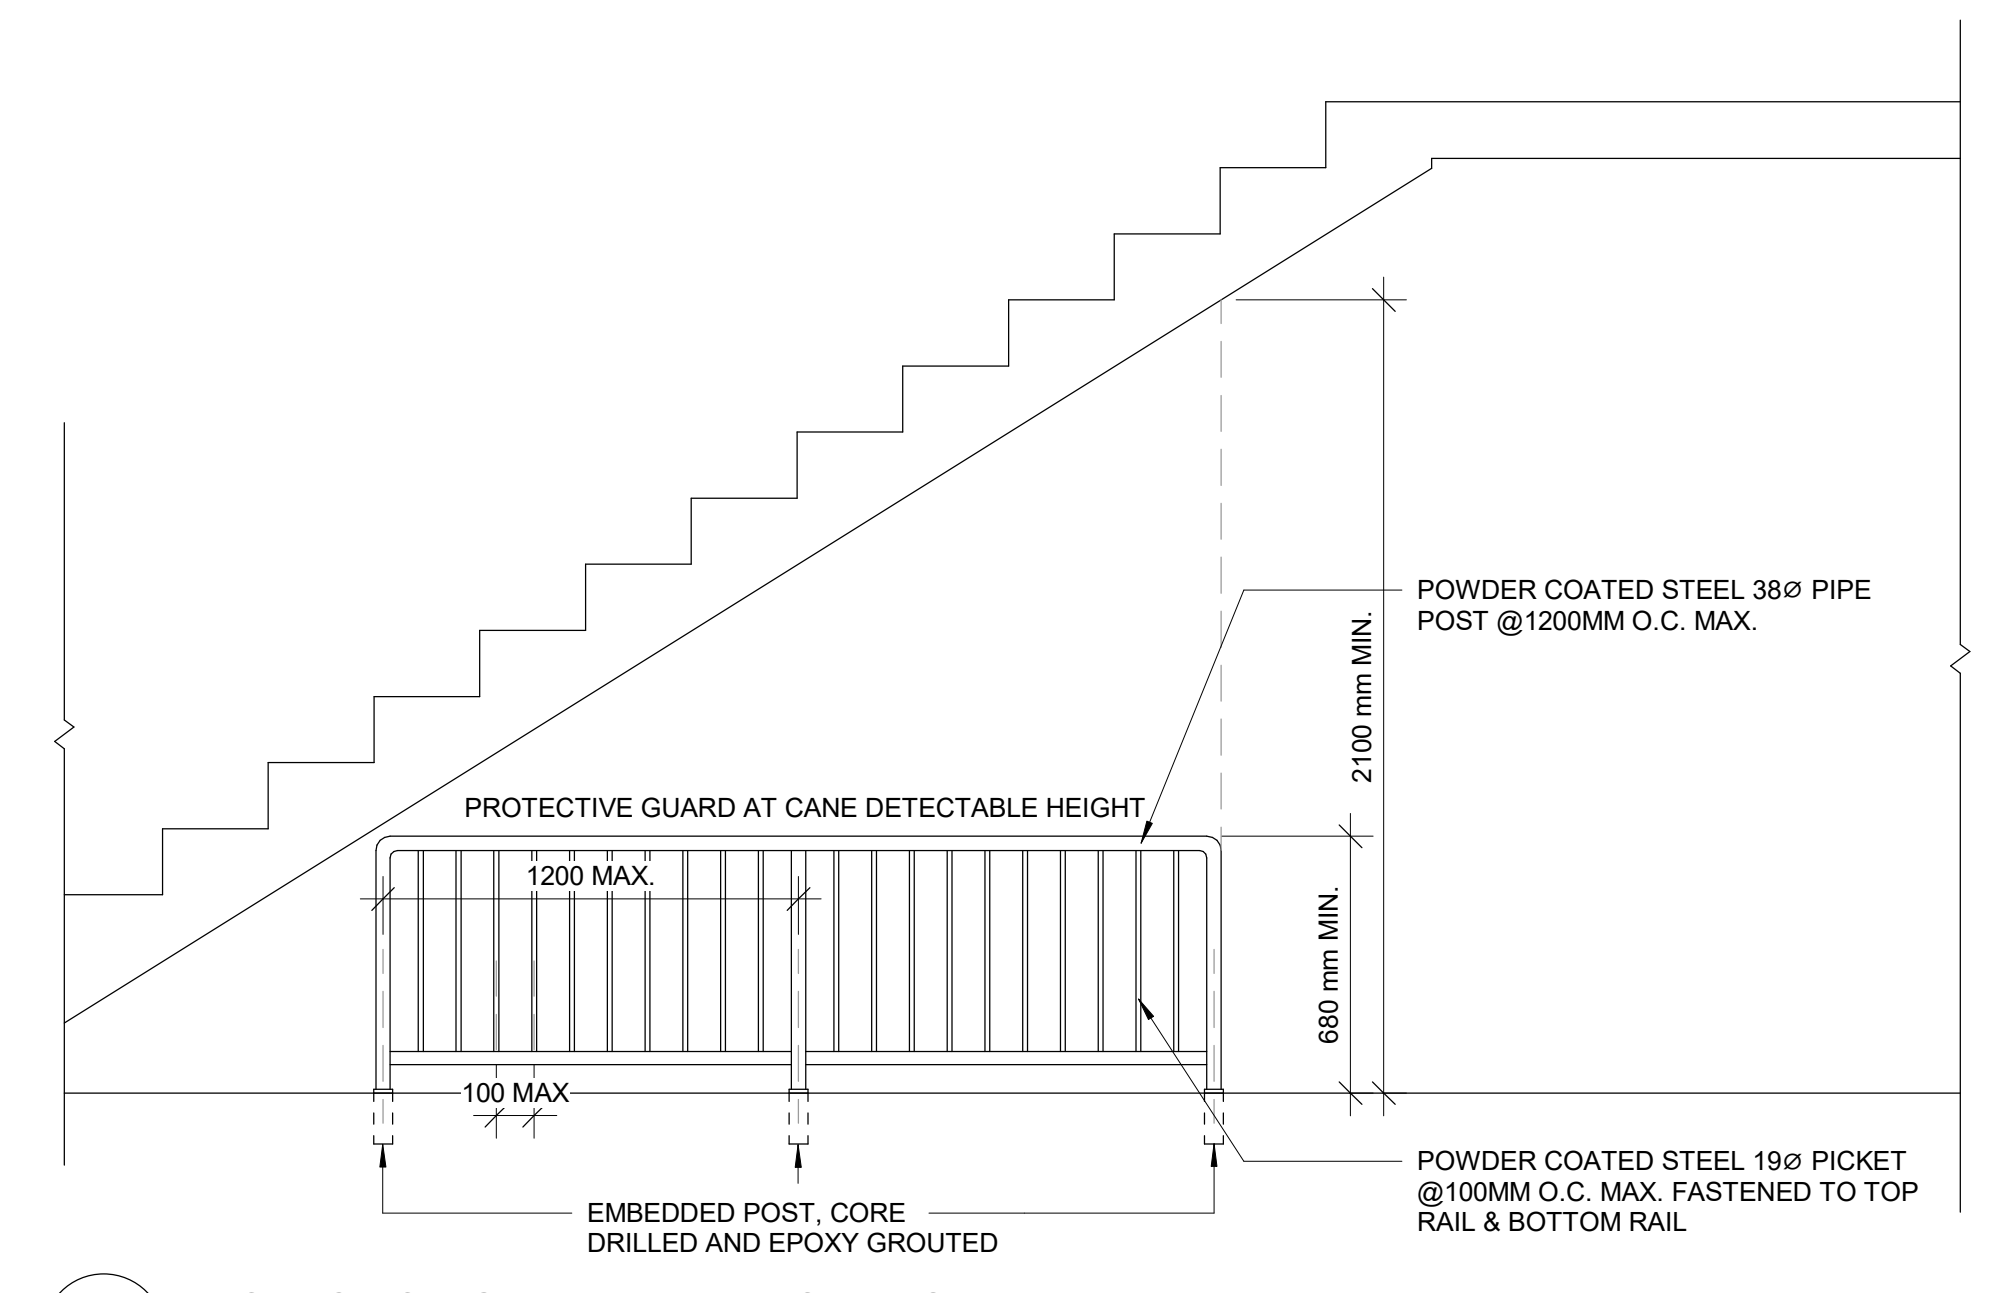 POWDER COATED STEEL 38⌀ PIPE
POST @1200MM O.C. MAX.
2100 mm MIN.
PROTECTIVE GUARD AT CANE DETECTABLE HEIGHT
1200 MAX.
680 mm MIN.
100 MAX
POWDER COATED STEEL 19⌀ PICKET
@100MM O.C. MAX. FASTENED TO TOP
RAIL & BOTTOM RAIL
EMBEDDED POST, CORE
DRILLED AND EPOXY GROUTED